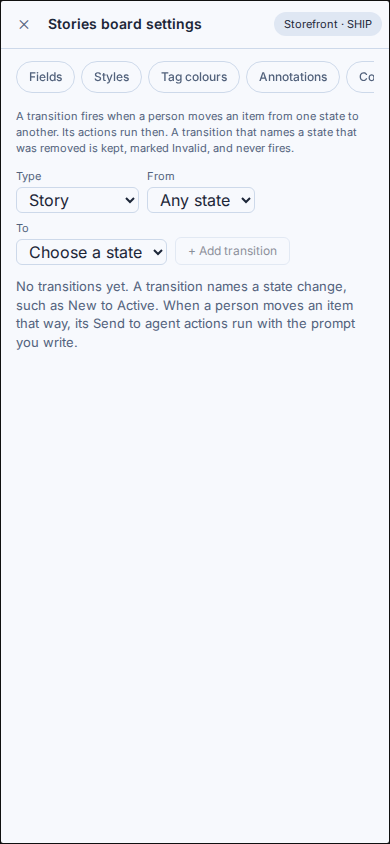 Stories board settings
Storefront · SHIP
Fields
Styles
Tag colours
Annotations
Co
A transition fires when a person moves an item from one state to
another. Its actions run then. A transition that names a state that
was removed is kept, marked Invalid, and never fires.
Type
From
Story
Any state
To
Choose a state
+ Add transition
No transitions yet. A transition names a state change,
such as New to Active. When a person moves an item
that way, its Send to agent actions run with the prompt
you write.